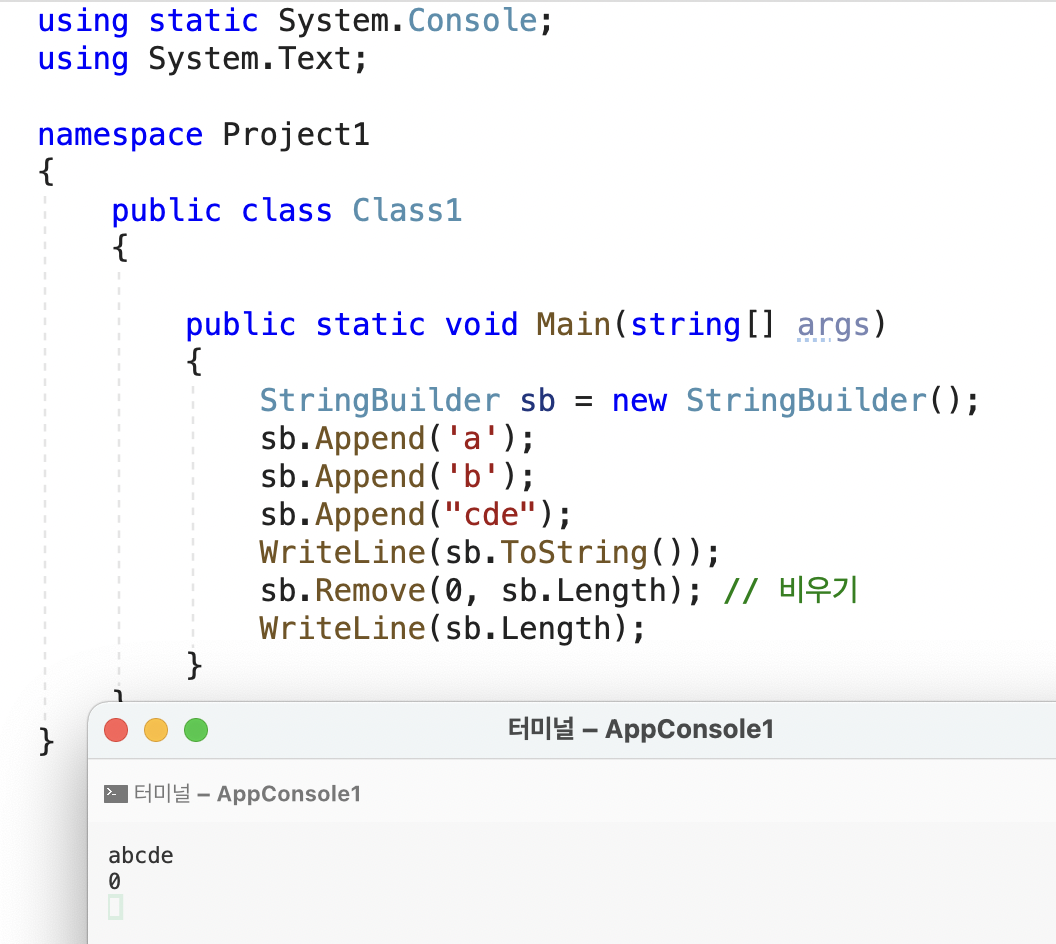 using static System.Console;
using System.Text;
namespace Project1
{
public class Class1
{
public static void Main(string[] args)
{
StringBuilder sb = new StringBuilder();
sb.Append('a');
sb.Append('b');
sb.Append("cde");
WriteLine(sb.ToString());
sb.Remove(0, sb.Length); // 비우기
WriteLine(sb.Length);
}
}
}
터미널 – AppConsole1
터미널 – AppConsole1
abcde
0